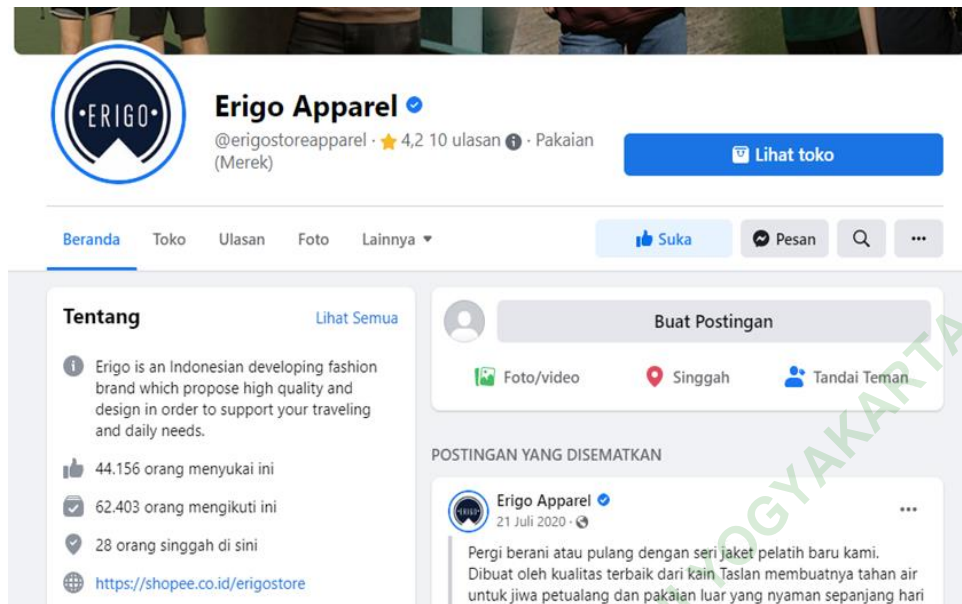 ·ERIGO·
Erigo Apparel
@erigostoreapparel · 4,2 10 ulasan · Pakaian
(Merek)
Lihat toko
Beranda Toko Ulasan Foto Lainnya
Suka Pesan
Tentang Lihat Semua
Erigo is an Indonesian developing fashion
brand which propose high quality and
design in order to support your traveling
and daily needs.
44.156 orang menyukai ini
62.403 orang mengikuti ini
28 orang singgah di sini
https://shopee.co.id/erigostore
Buat Postingan
Foto/video Singgah Tandai Teman
POSTINGAN YANG DISEMATKAN
Erigo Apparel
21 Juli 2020 ·
Pergi berani atau pulang dengan seri jaket pelatih baru kami.
Dibuat oleh kualitas terbaik dari kain Taslan membuatnya tahan air
untuk jiwa petualang dan pakaian luar yang nyaman sepanjang hari
YOGYAKARTA